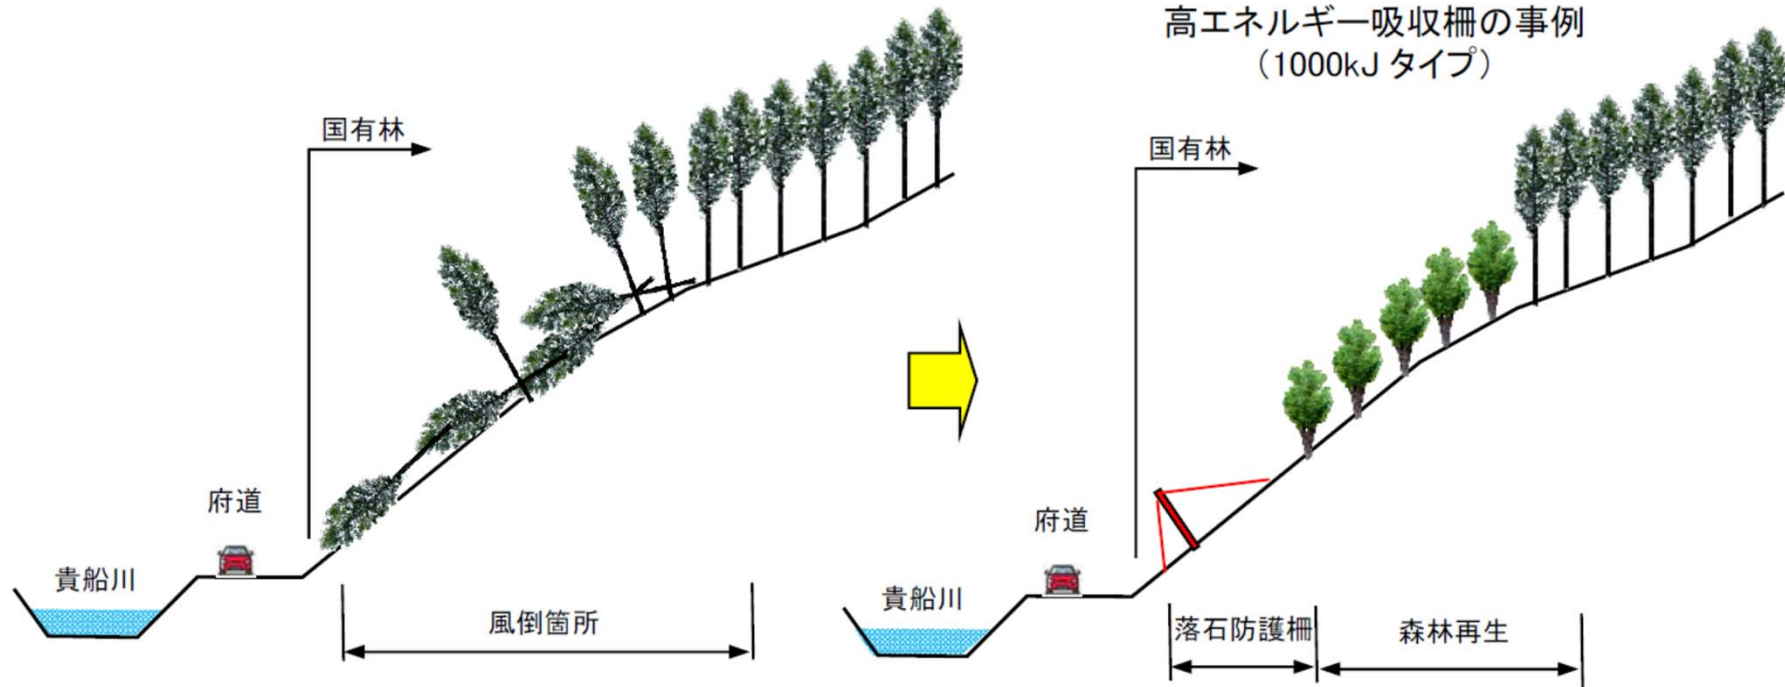 高エネルギー吸収柵の事例
（1000kJ タイプ）
国有林
府道
貴船川
風倒箇所
国有林
府道
貴船川
落石防護柵
森林再生